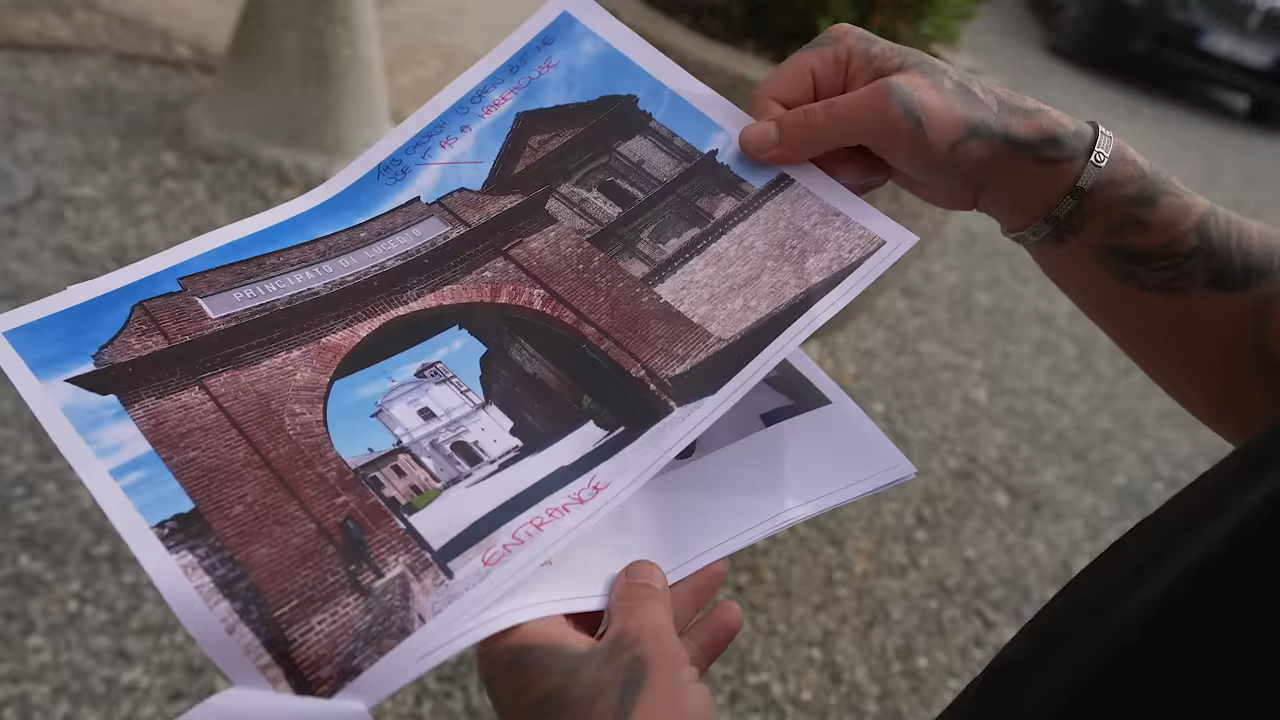 THIS CHURCH IS OPEN BUT WE
USE IT AS A WAREHOUSE
PRINCIPATO DI LUCEDIO
ENTRANCE